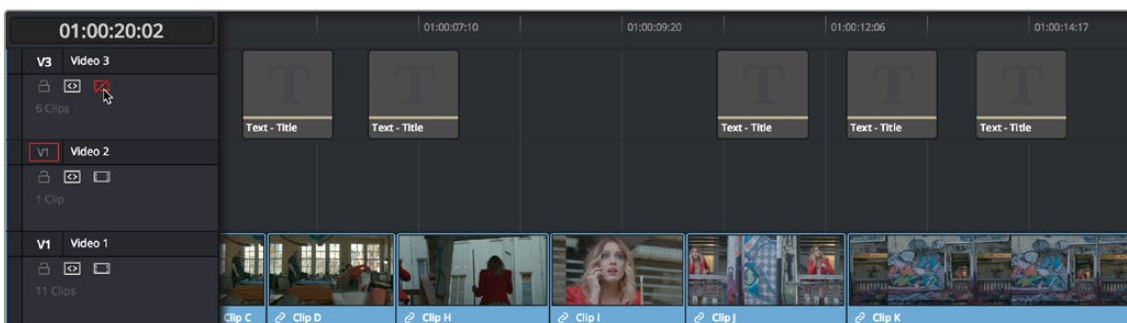 01:00:20:02
01:00:07:10
01:00:09:20
01:00:12:06
01:00:14:17
V3 Video 3
6 Clips
Text - Title
Text - Title
Text - Title
Text - Title
Text - Title
V1 Video 2
1 Clip
V1 Video 1
11 Clips
Clip C
Clip D
Clip H
Clip I
Clip J
Clip K